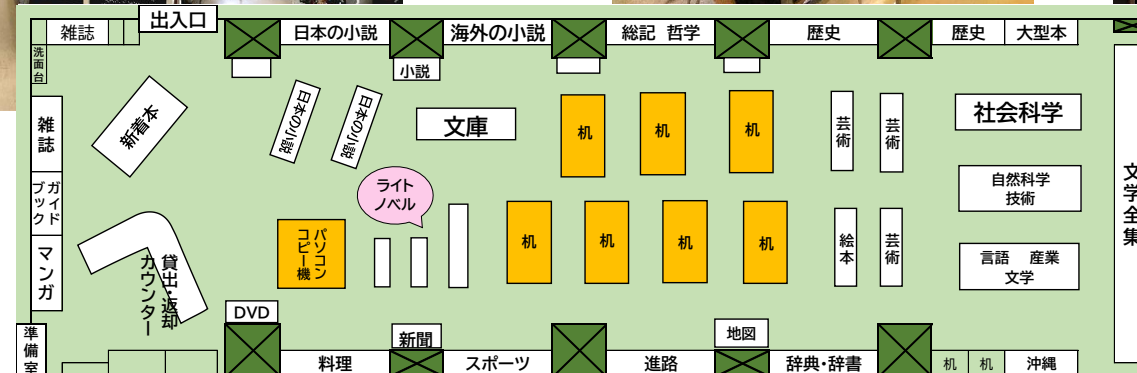 出入口
雑誌
日本の小説
海外の小説
総記 哲学
歴史
歴史
大型本
洗面台
小説
雑誌
新着本
日本の小説
日本の小説
文庫
机
机
机
芸術
芸術
社会科学
ガイド
ブック
ライト
ノベル
自然科学
技術
文学全集
マンガ
貸出・返却
カウンター
パソコン
コピー機
机
机
机
机
絵本
芸術
言語 産業
文学
DVD
準備室
新聞
地図
料理
スポーツ
進路
辞典・辞書
机
机
沖縄